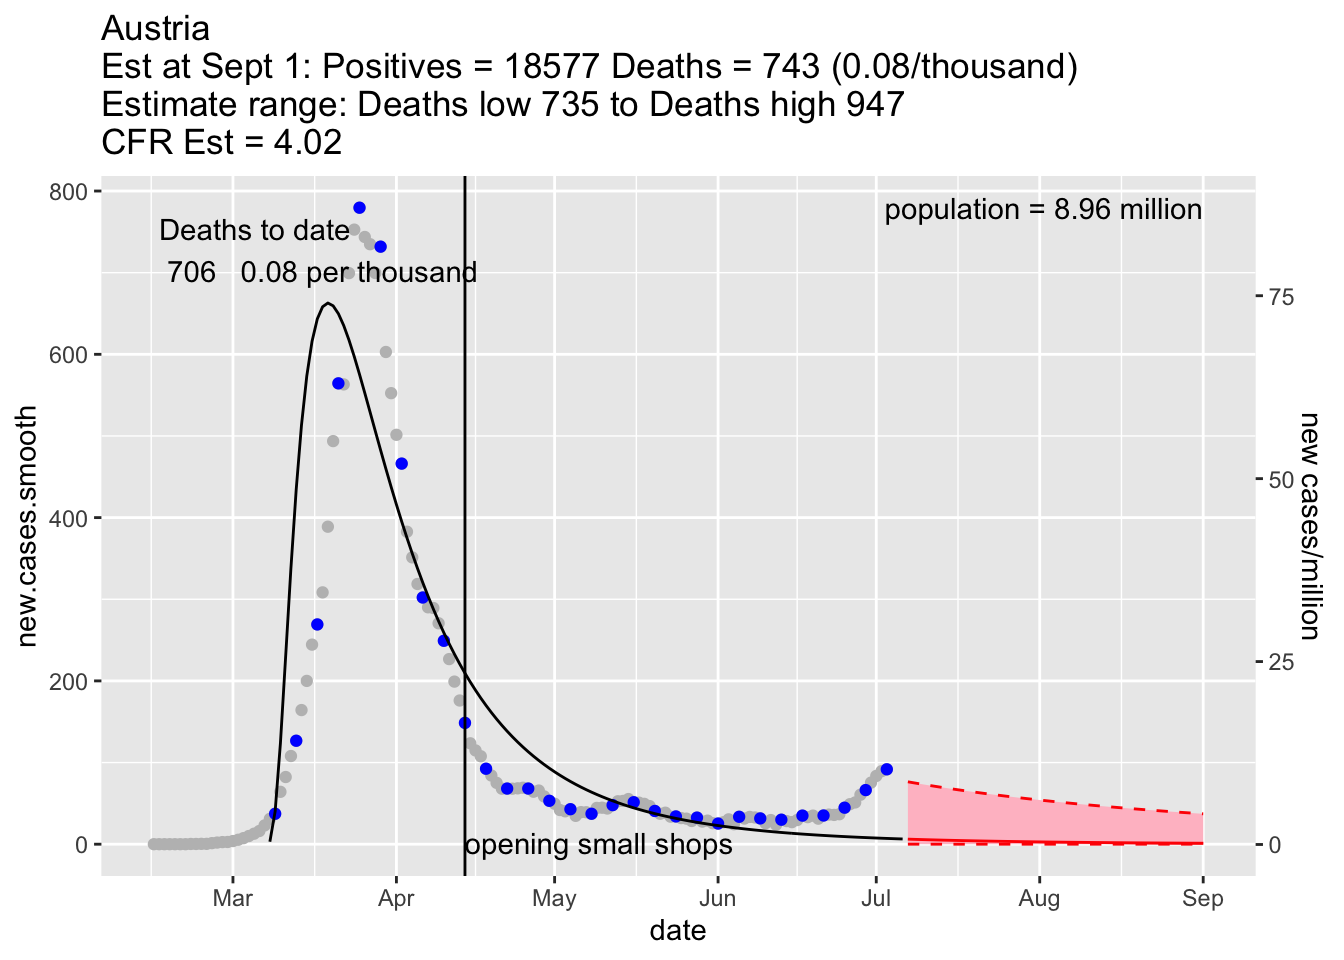 Austria
Est at Sept 1: Positives = 18577 Deaths = 743 (0.08/thousand)
Estimate range: Deaths low 735 to Deaths high 947
CFR Est = 4.02
800
600
400
200
0
new.cases.smooth
Deaths to date
706 0.08 per thousand
population = 8.96 million
opening small shops
75
50
25
0
new cases/million
Mar Apr May Jun Jul Aug Sep
date